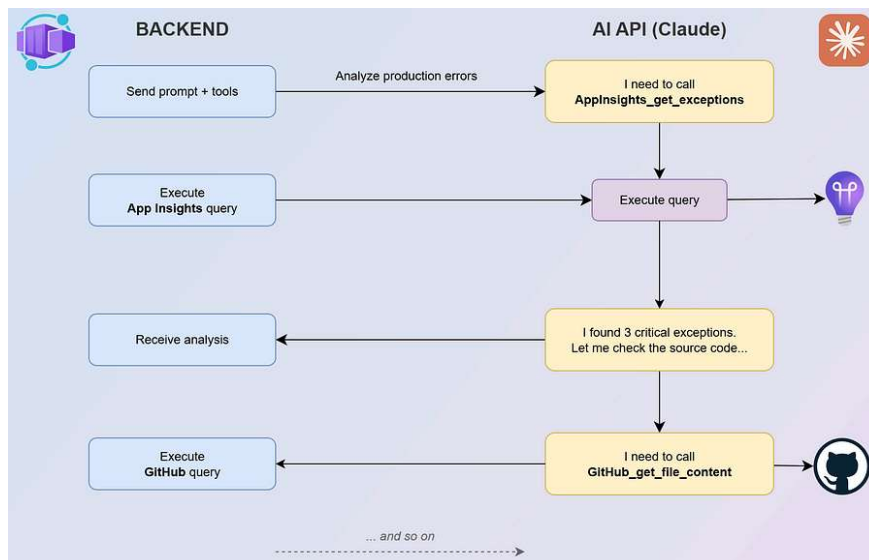 BACKEND
AI API (Claude)
Send prompt + tools
Analyze production errors
I need to call
AppInsights_get_exceptions
Execute
App Insights query
Execute query
Receive analysis
I found 3 critical exceptions.
Let me check the source code...
Execute
GitHub query
I need to call
GitHub_get_file_content
... and so on